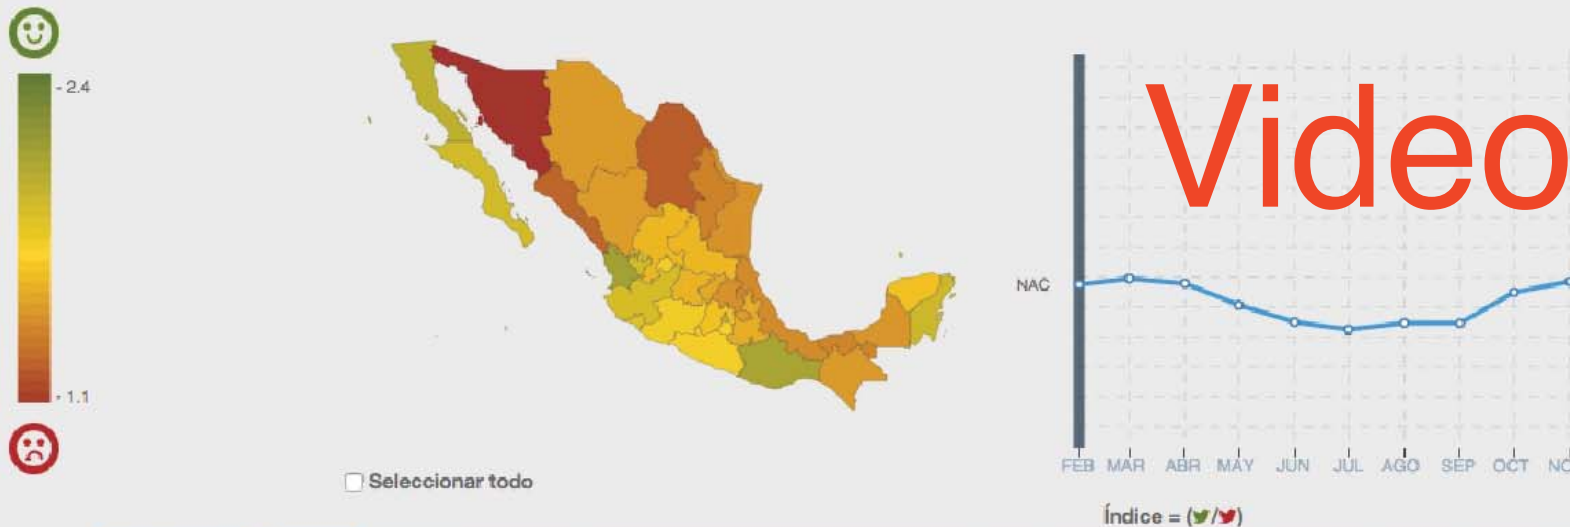 - 2.4
- 1.1
Seleccionar todo
Video
NAC
FEB MAR ABR MAY JUN JUL AGO SEP OCT
Índice = ( / )